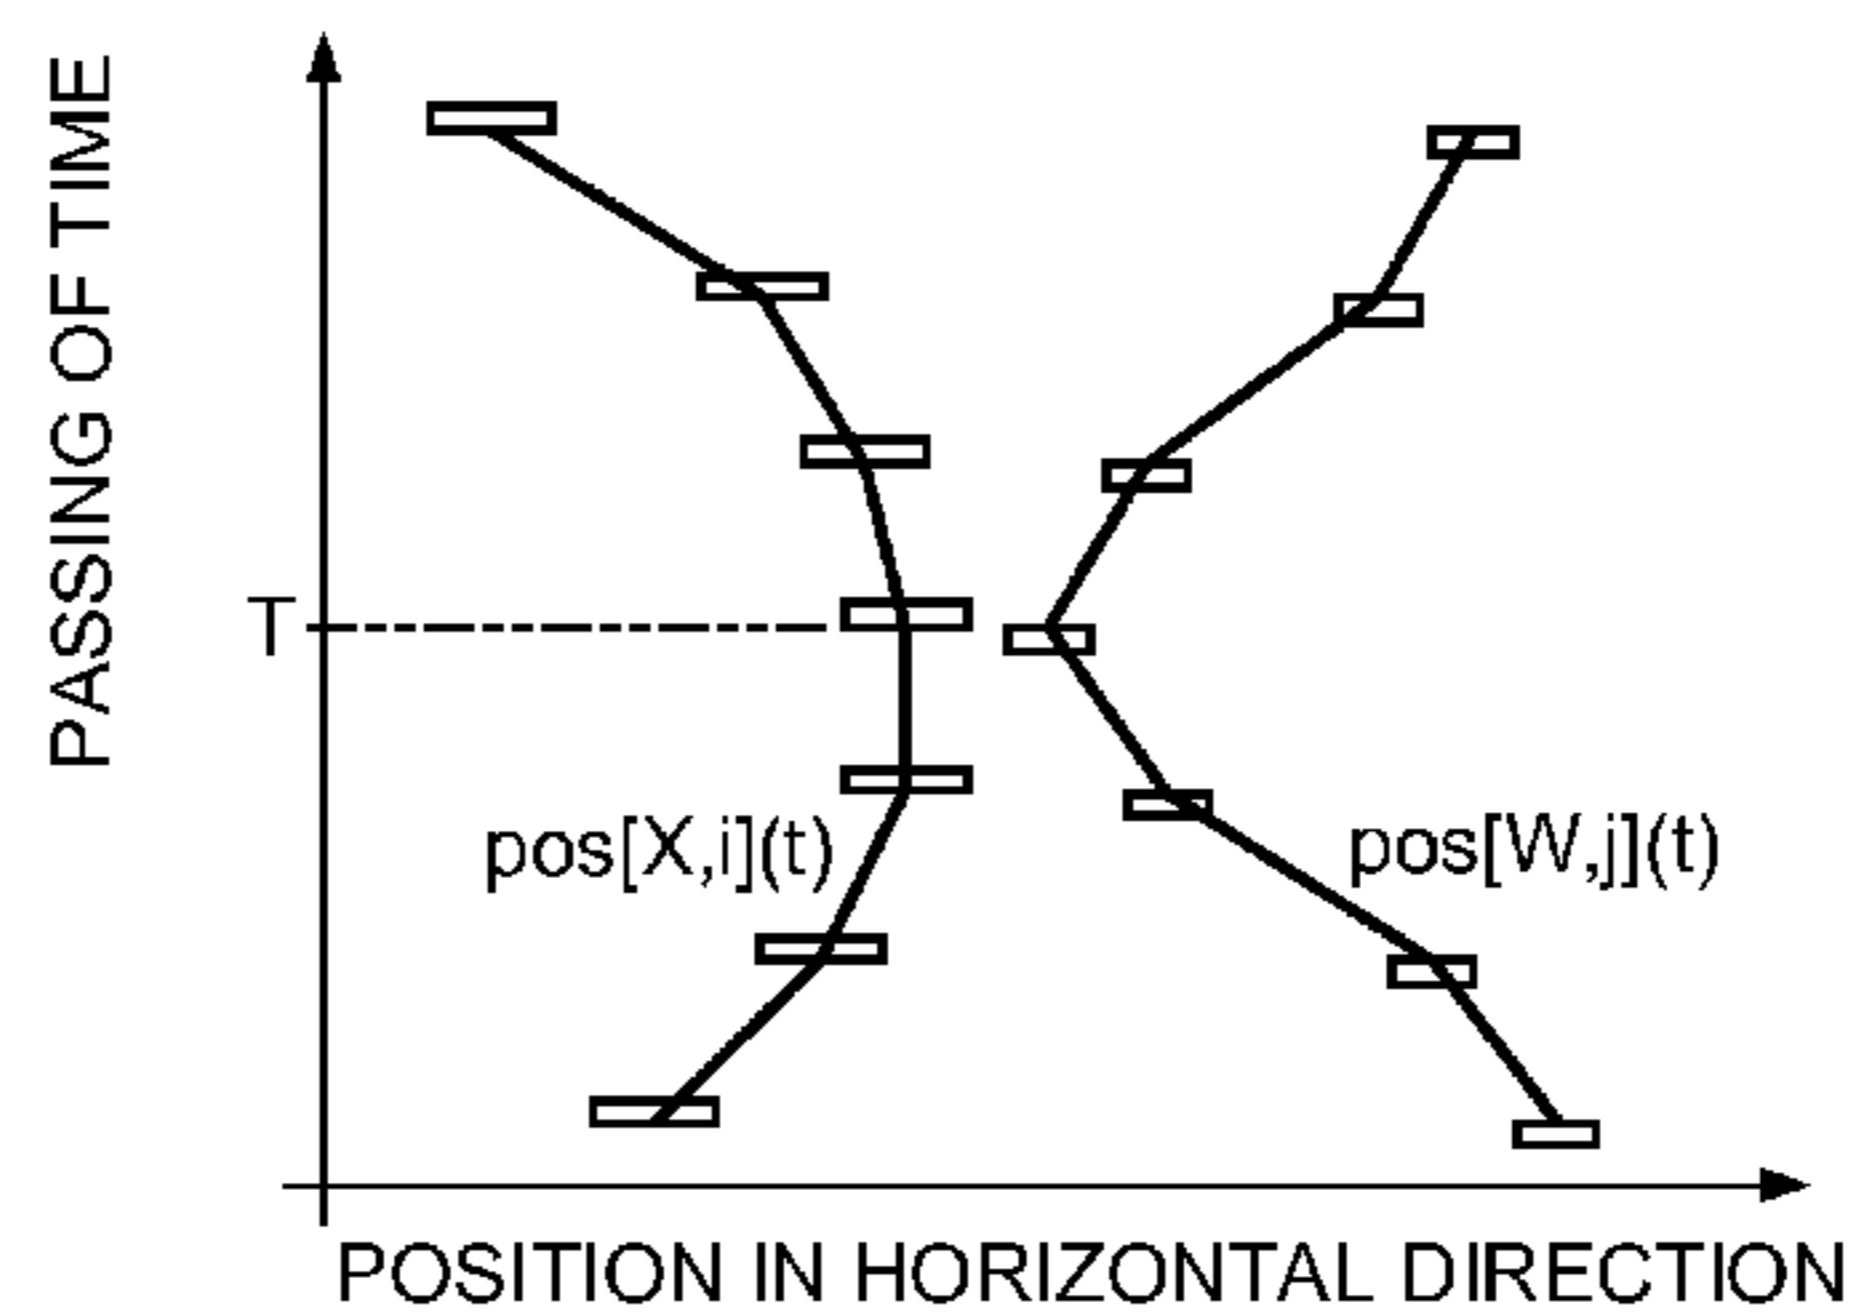 PASSING OF TIME
T
pos[X,i](t)
pos[W,j](t)
POSITION IN HORIZONTAL DIRECTION